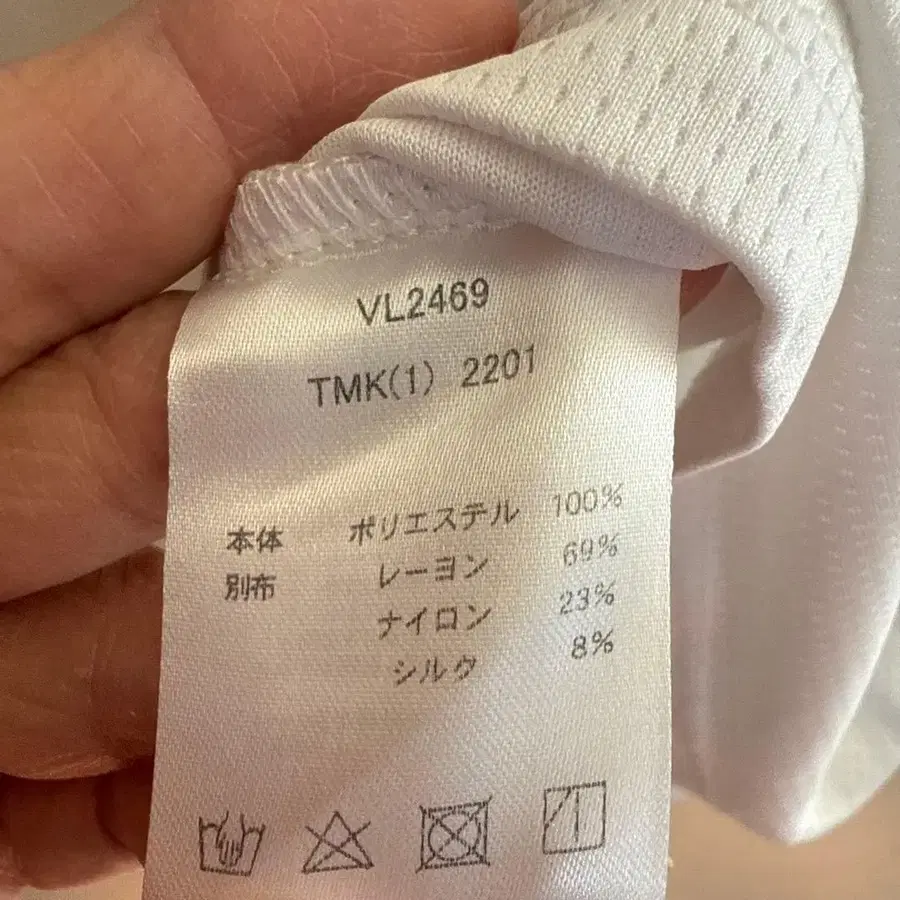 VL2469
TMK(1) 2201
本体 ポリエステル 100%
別布 レーヨン 69%
ナイロン 23%
シルク 8%